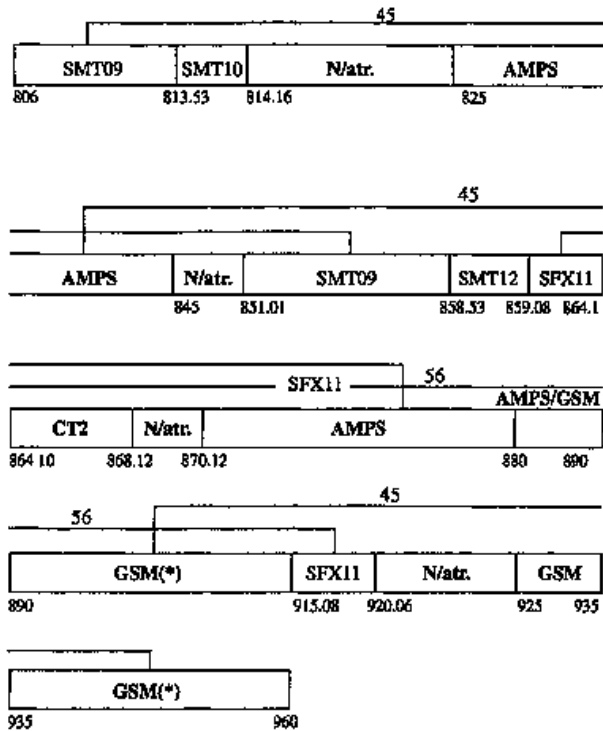 45
SMT09 SMT10 N/atr. AMPS
806 813.53 814.16 825
45
AMPS N/atr. SMT09 SMT12 SFX11
845 851.01 858.53 859.08 864.1
SFX11 56
AMPS/GSM
CT2 N/atr. AMPS
864 10 868.12 870.12 880 890
56 45
GSM(*) SFX11 N/atr. GSM
890 915.08 920.06 925 935
GSM(*)
935 960